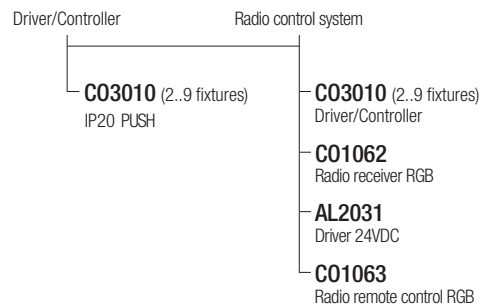 Driver/Controller
Radio control system
CO3010 (2..9 fixtures)
IP20 PUSH
CO3010 (2..9 fixtures)
Driver/Controller
CO1062
Radio receiver RGB
AL2031
Driver 24VDC
CO1063
Radio remote control RGB